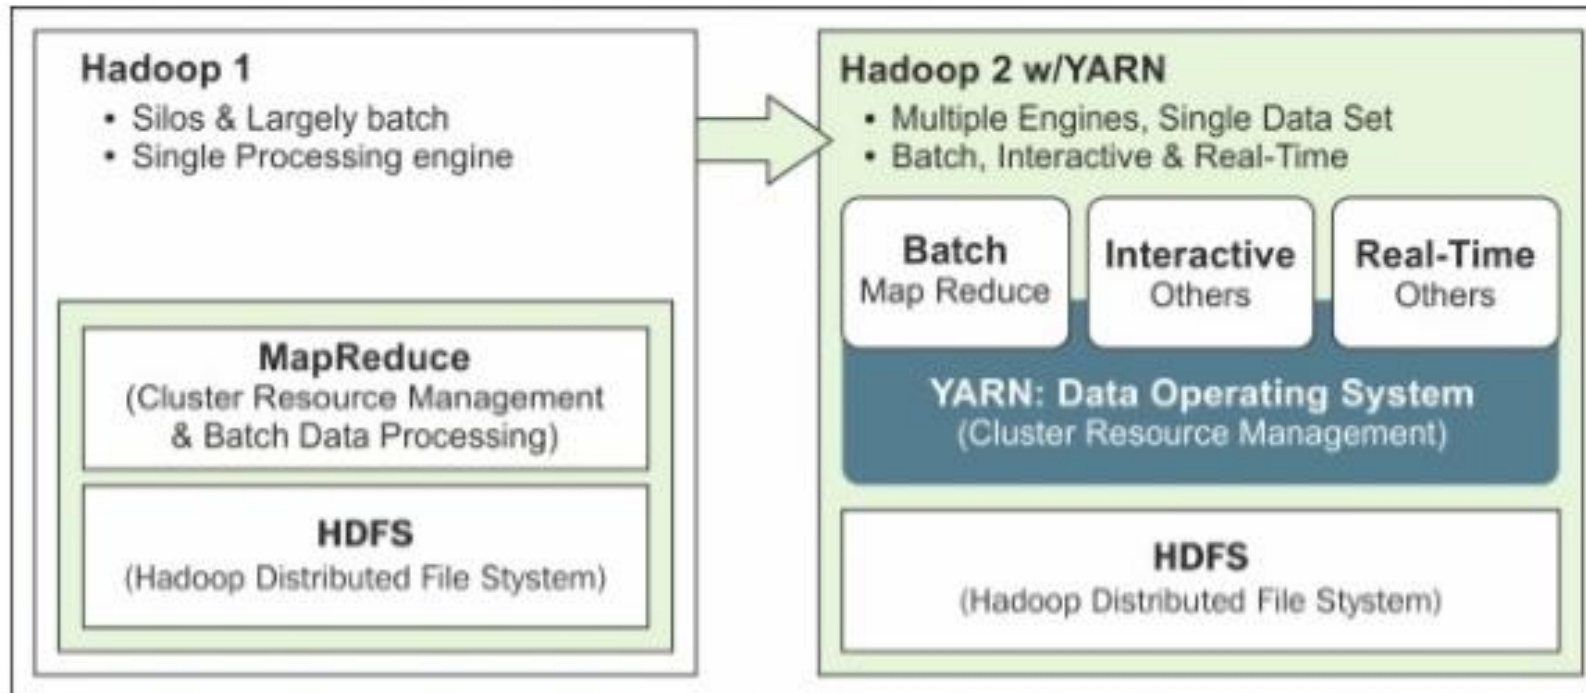 Hadoop 1
• Silos & Largely batch
• Single Processing engine
MapReduce
(Cluster Resource Management
& Batch Data Processing)
HDFS
(Hadoop Distributed File Stystem)
Hadoop 2 w/YARN
• Multiple Engines, Single Data Set
• Batch, Interactive & Real-Time
Batch
Map Reduce
Interactive
Others
Real-Time
Others
YARN: Data Operating System
(Cluster Resource Management)
HDFS
(Hadoop Distributed File Stystem)